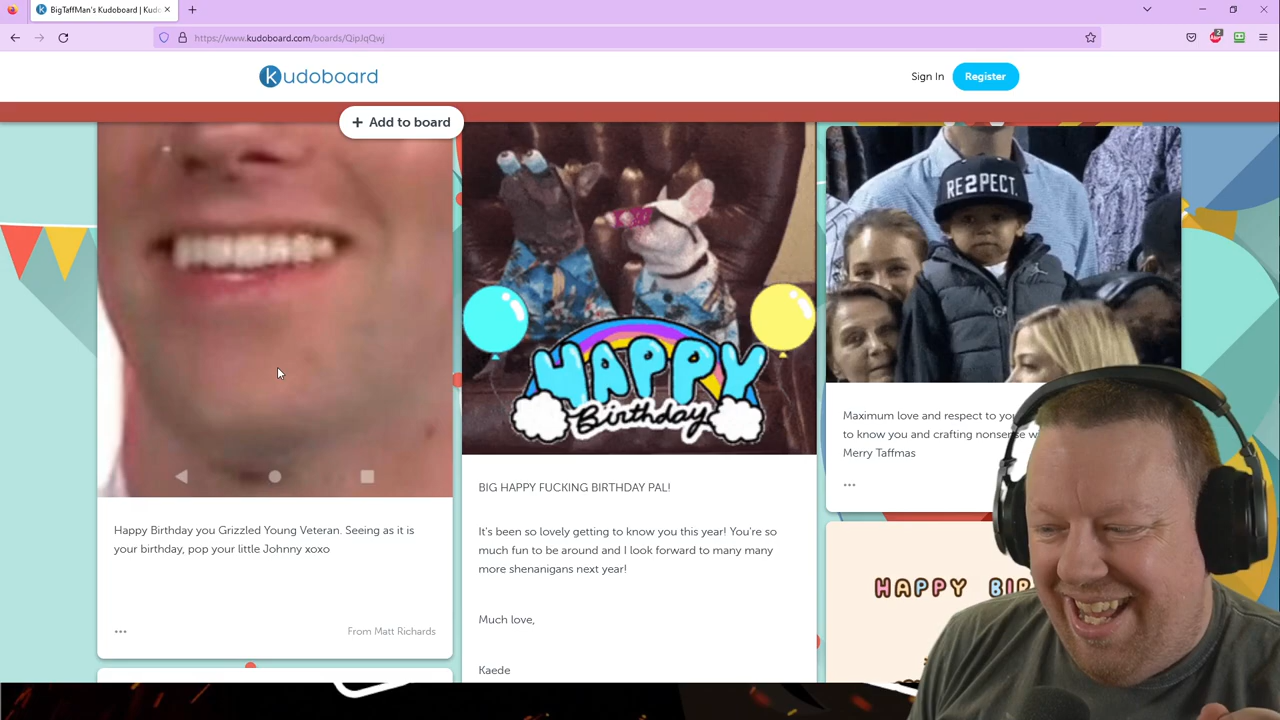 BigTaffMan's Kudoboard | Kudo
https://www.kudoboard.com/boards/QipJqQwj
2
kudoboard
Sign In
Register
+ Add to board
RE2PECT.
HAPPY
Birthday
Happy Birthday you Grizzled Young Veteran. Seeing as it is
your birthday, pop your little Johnny xoxo
From Matt Richards
BIG HAPPY FUCKING BIRTHDAY PAL!
It's been so lovely getting to know you this year! You're so
much fun to be around and I look forward to many many
more shenanigans next year!
Much love,
Kaede
Maximum love and respect to you
to know you and crafting nonsense
Merry Taffmas
HAPPY